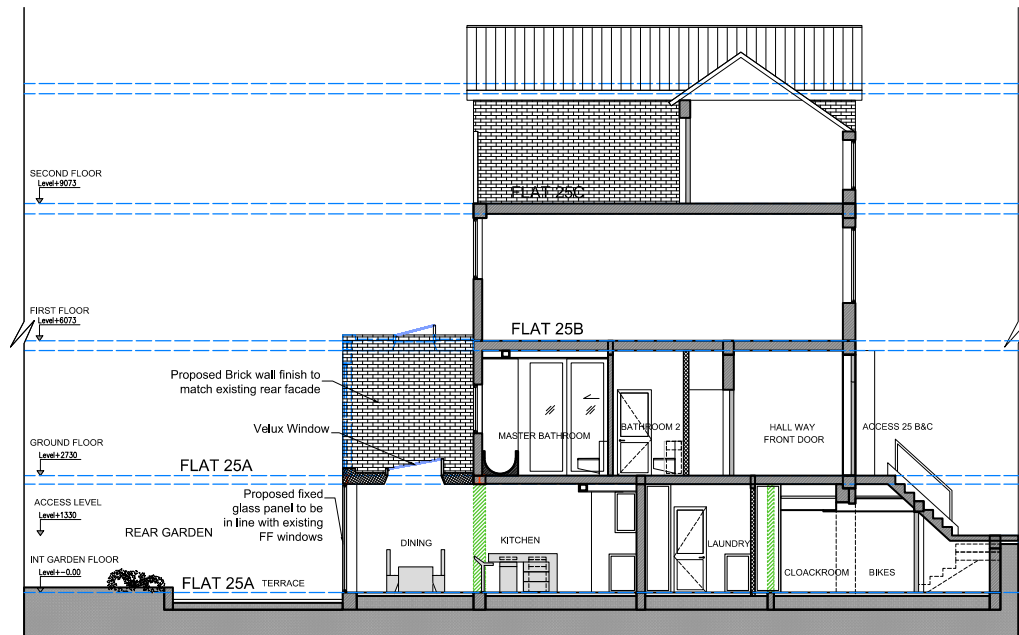 SECOND FLOOR
Level+9073
FLAT 25C
FIRST FLOOR
Level+6073
FLAT 25B
Proposed Brick wall finish to
match existing rear facade
Velux Window
MASTER BATHROOM
BATHROOM 2
HALL WAY
FRONT DOOR
ACCESS 25 B&C
GROUND FLOOR
Level+2730
FLAT 25A
ACCESS LEVEL
Level+1330
REAR GARDEN
Proposed fixed
glass panel to be
in line with existing
FF windows
DINING
KITCHEN
LAUNDRY
CLOACKROOM
BIKES
INT GARDEN FLOOR
Level+-0.00
FLAT 25A
TERRACE